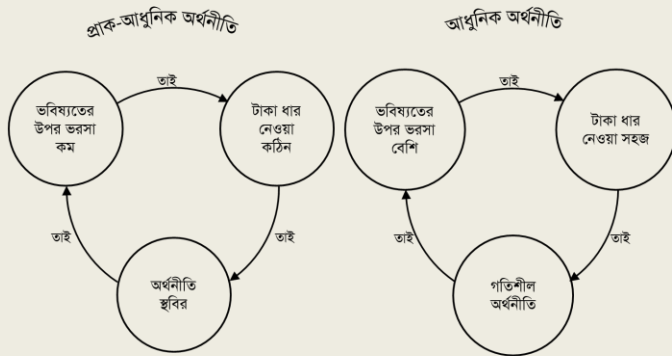 প্রাক-আধুনিক অর্থনীতি
ভবিষ্যতের
উপর ভরসা
কম
তাই
টাকা ধার
নেওয়া
কঠিন
তাই
অর্থনীতি
স্থবির
তাই
আধুনিক অর্থনীতি
ভবিষ্যতের
উপর ভরসা
বেশি
তাই
টাকা ধার
নেওয়া সহজ
তাই
গতিশীল
অর্থনীতি
তাই